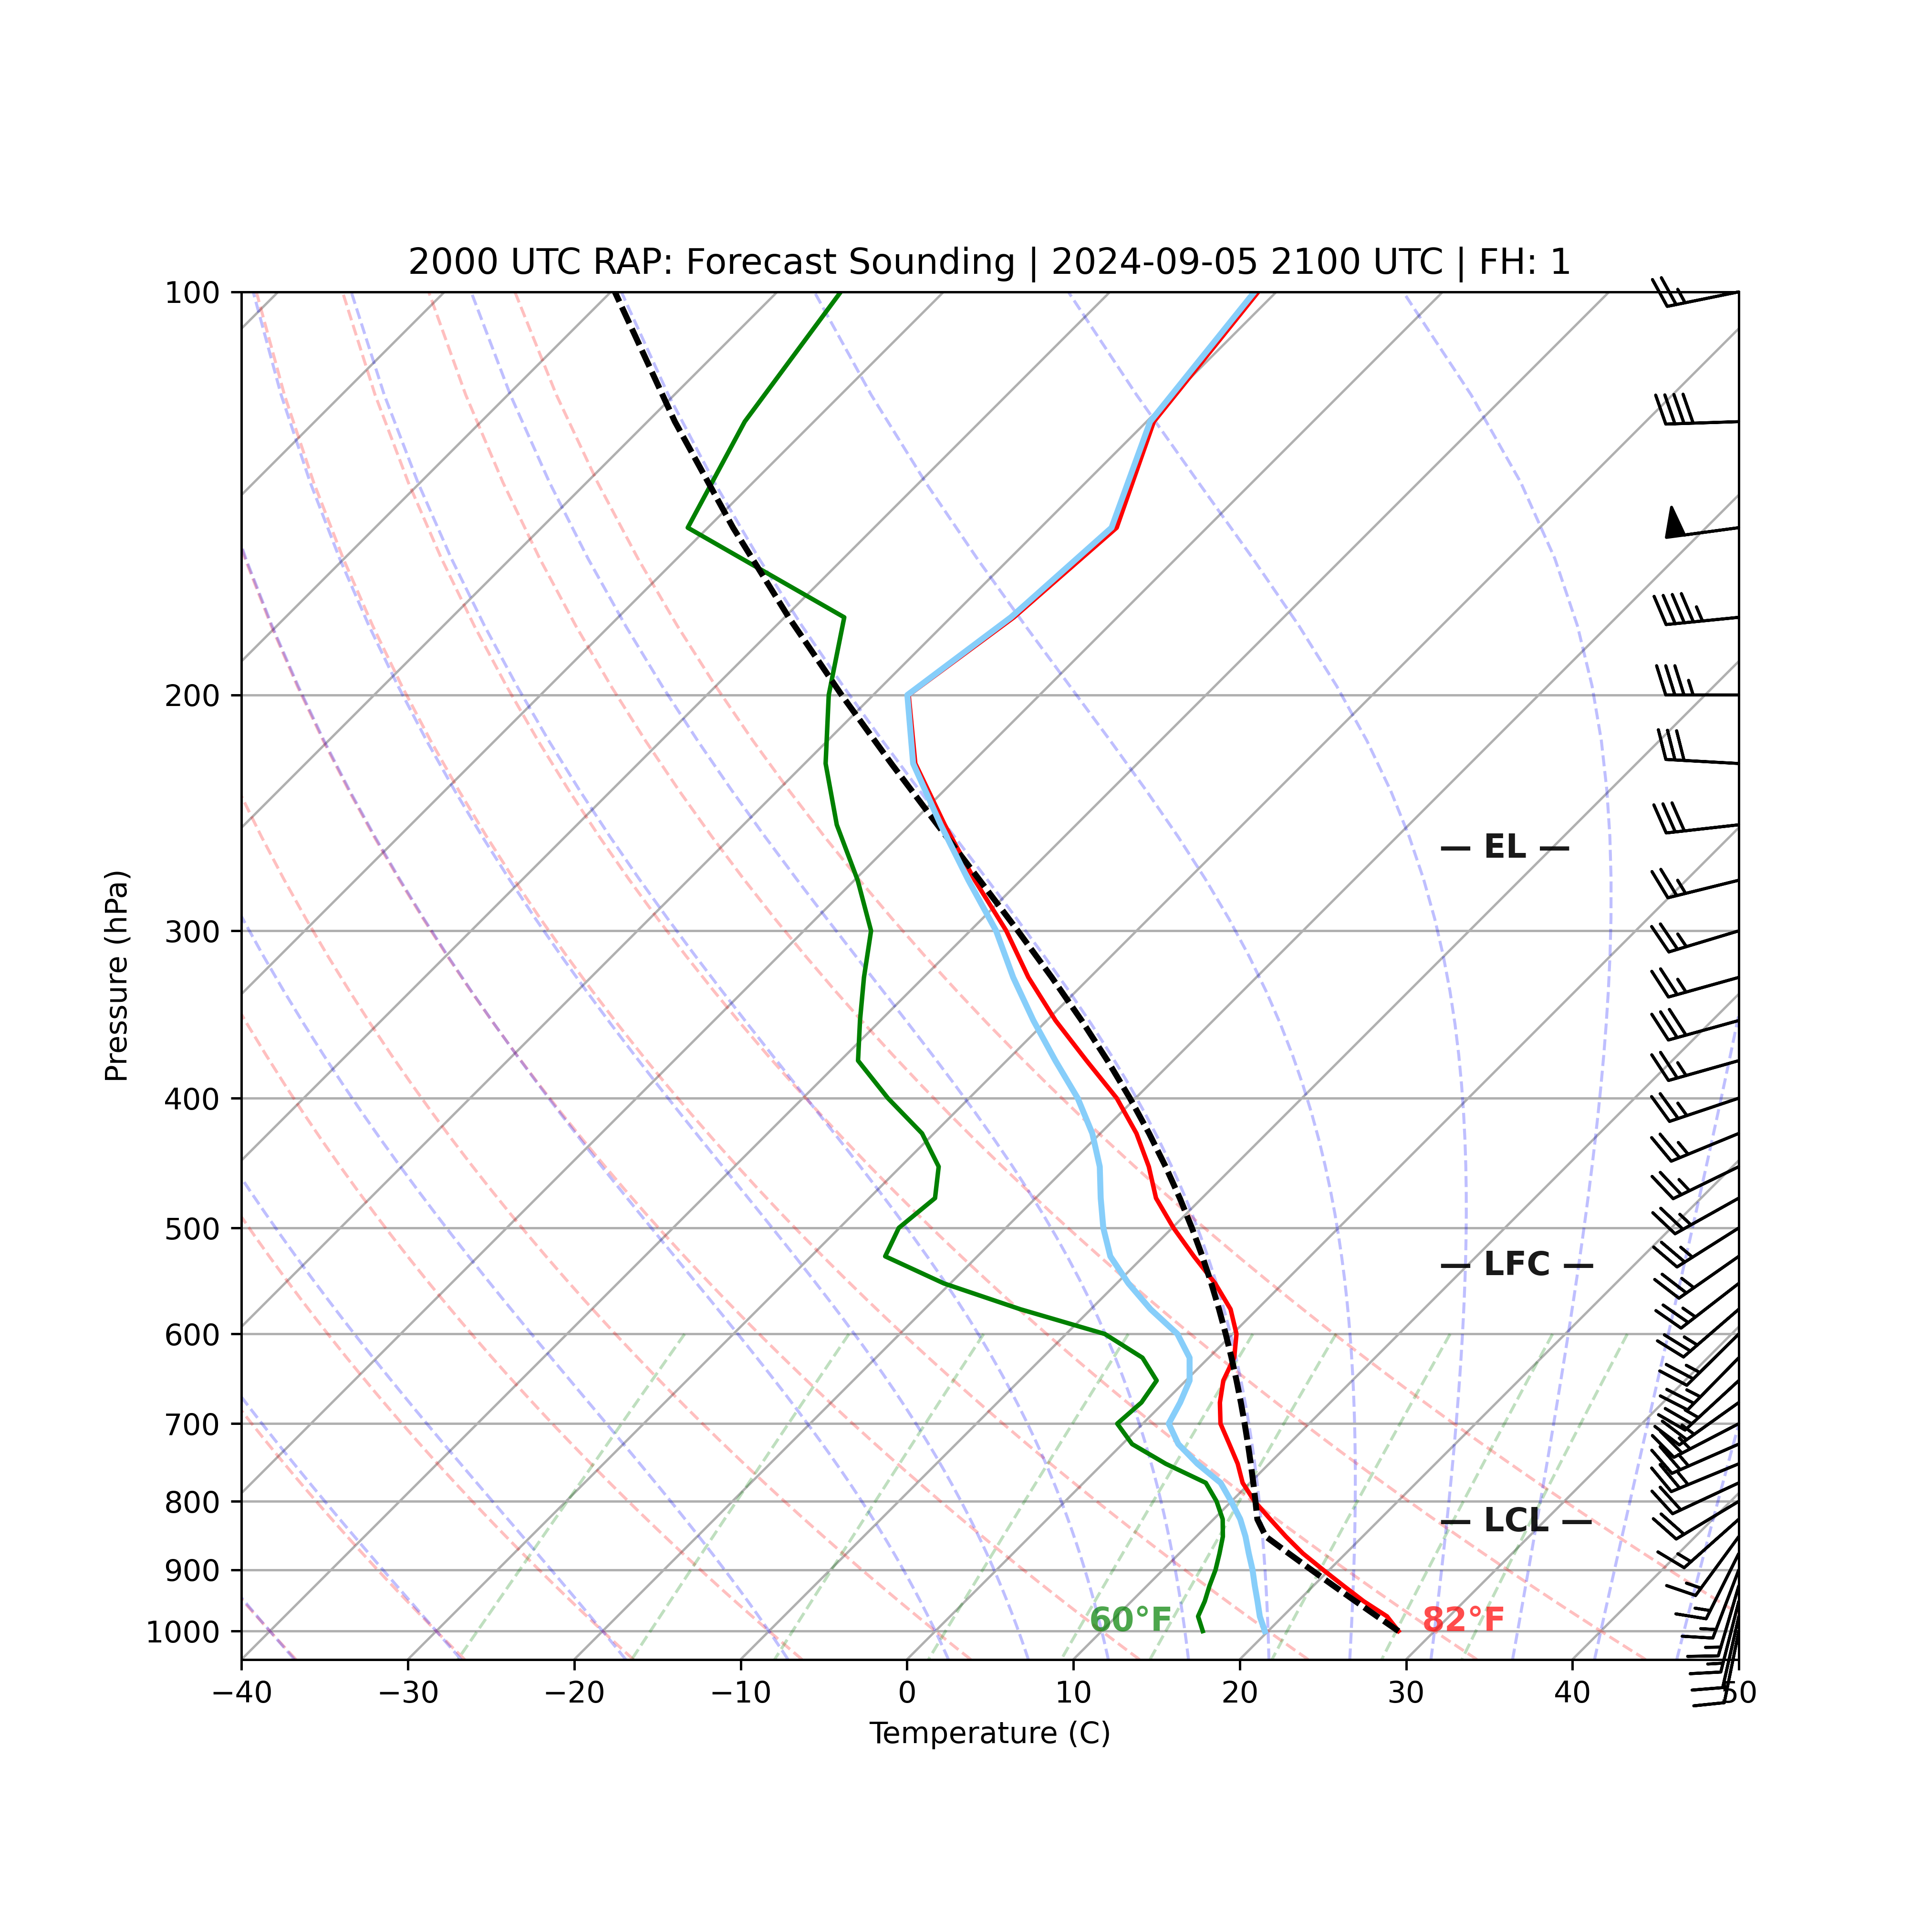 2000 UTC RAP: Forecast Sounding | 2024-09-05 2100 UTC | FH: 1
100
200
300
400
500
600
700
800
900
1000
Pressure (hPa)
— EL —
— LFC —
— LCL —
60°F
82°F
−40 −30 −20 −10 0 10 20 30 40 50
Temperature (C)